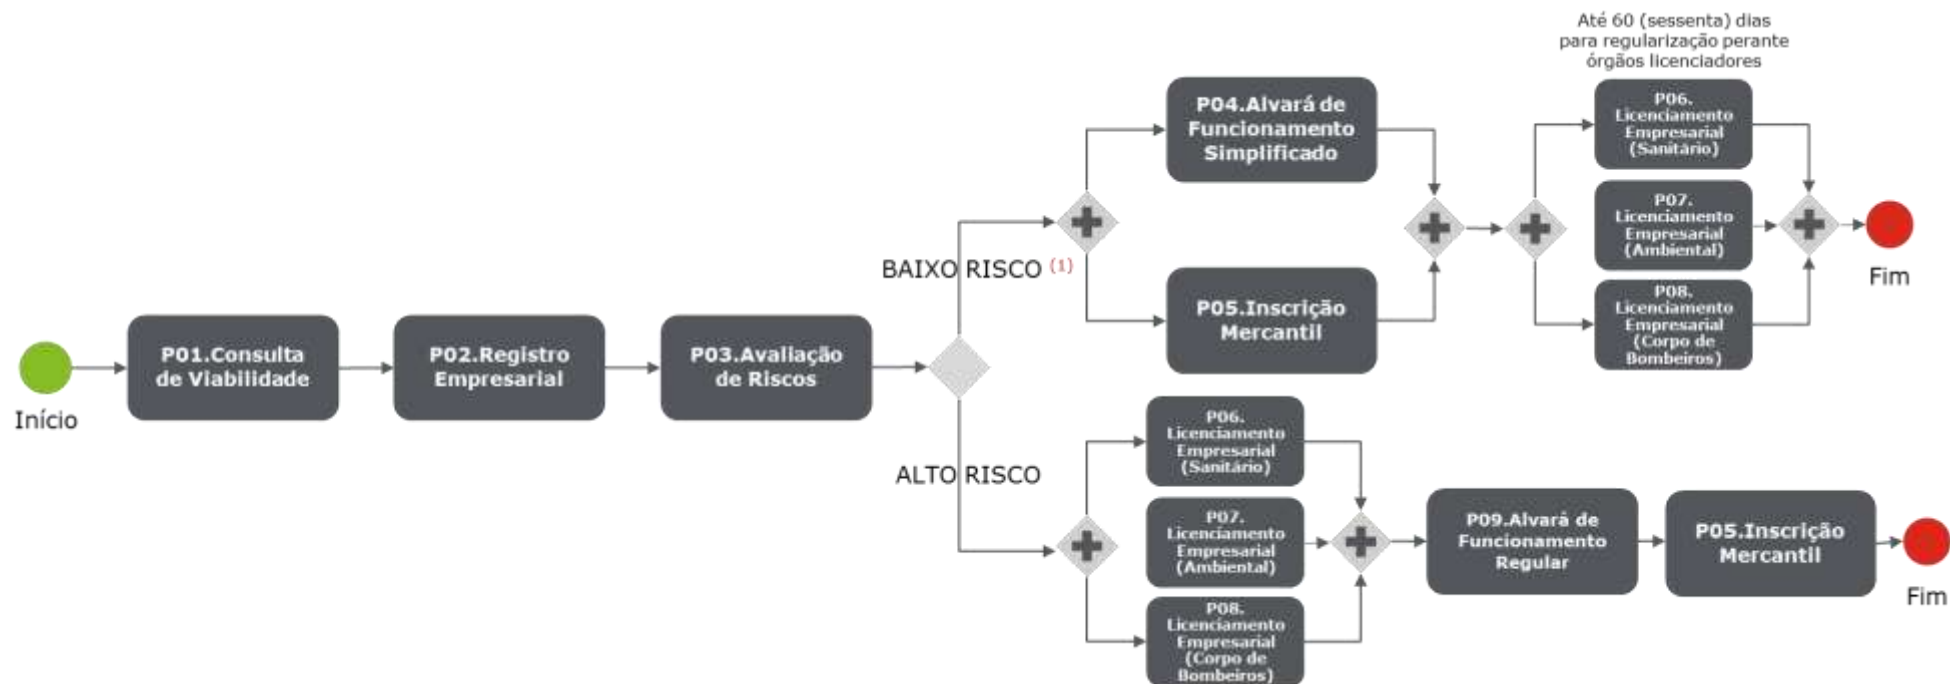 Até 60 (sessenta) dias
para regularização perante
órgãos licenciadores
P04.Alvará de
Funcionamento
Simplificado
P06.
Licenciamento
Empresarial
(Sanitário)
P07.
Licenciamento
Empresarial
(Ambiental)
Fim
BAIXO RISCO (1)
P05.Inscrição
Mercantil
P08.
Licenciamento
Empresarial
(Corpo de
Bombeiros)
Início
P01.Consulta
de Viabilidade
P02.Registro
Empresarial
P03.Avaliação
de Riscos
ALTO RISCO
P06.
Licenciamento
Empresarial
(Sanitário)
P07.
Licenciamento
Empresarial
(Ambiental)
P08.
Licenciamento
Empresarial
(Corpo de
Bombeiros)
P09.Alvará de
Funcionamento
Regular
P05.Inscrição
Mercantil
Fim